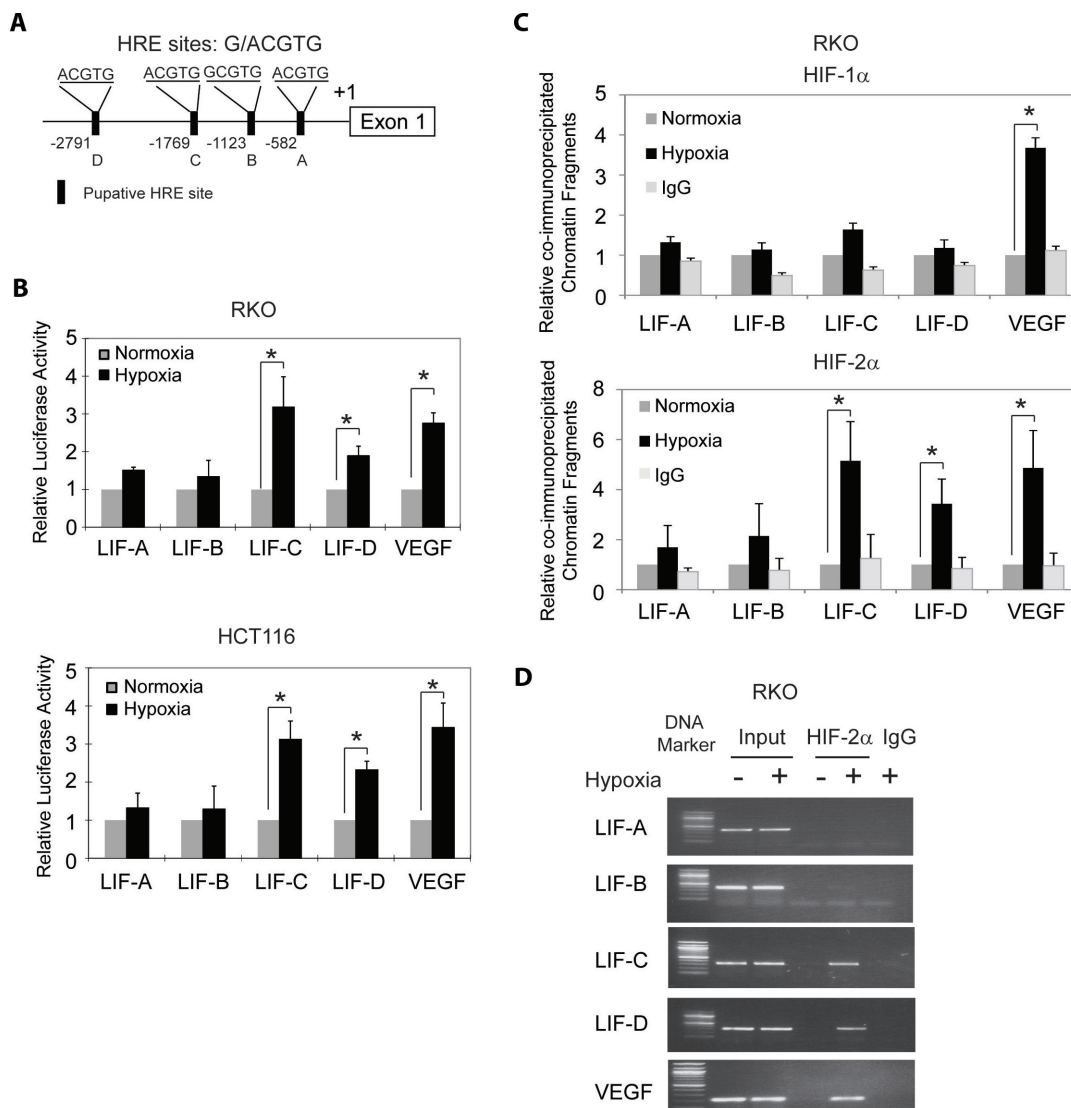 A
HRE sites: G/ACGTG
ACGTG ACGTG GCGTG ACGTG
+1
Exon 1
-2791 -1769 -1123 -582
D C B A
Pupative HRE site
B
RKO
Relative Luciferase Activity
5
4
3
2
1
0
Normoxia
Hypoxia
* * *
LIF-A LIF-B LIF-C LIF-D VEGF
HCT116
Relative Luciferase Activity
5
4
3
2
1
0
Normoxia
Hypoxia
* * *
LIF-A LIF-B LIF-C LIF-D VEGF
C
RKO
HIF-1α
Relative co-immunoprecipitated
Chromatin Fragments
5
4
3
2
1
0
Normoxia
Hypoxia
IgG
*
LIF-A LIF-B LIF-C LIF-D VEGF
HIF-2α
Relative co-immunoprecipitated
Chromatin Fragments
8
6
4
2
0
Normoxia
Hypoxia
IgG
* * *
LIF-A LIF-B LIF-C LIF-D VEGF
D
RKO
DNA
Marker
Input HIF-2α IgG
Hypoxia - + - + +
LIF-A
LIF-B
LIF-C
LIF-D
VEGF